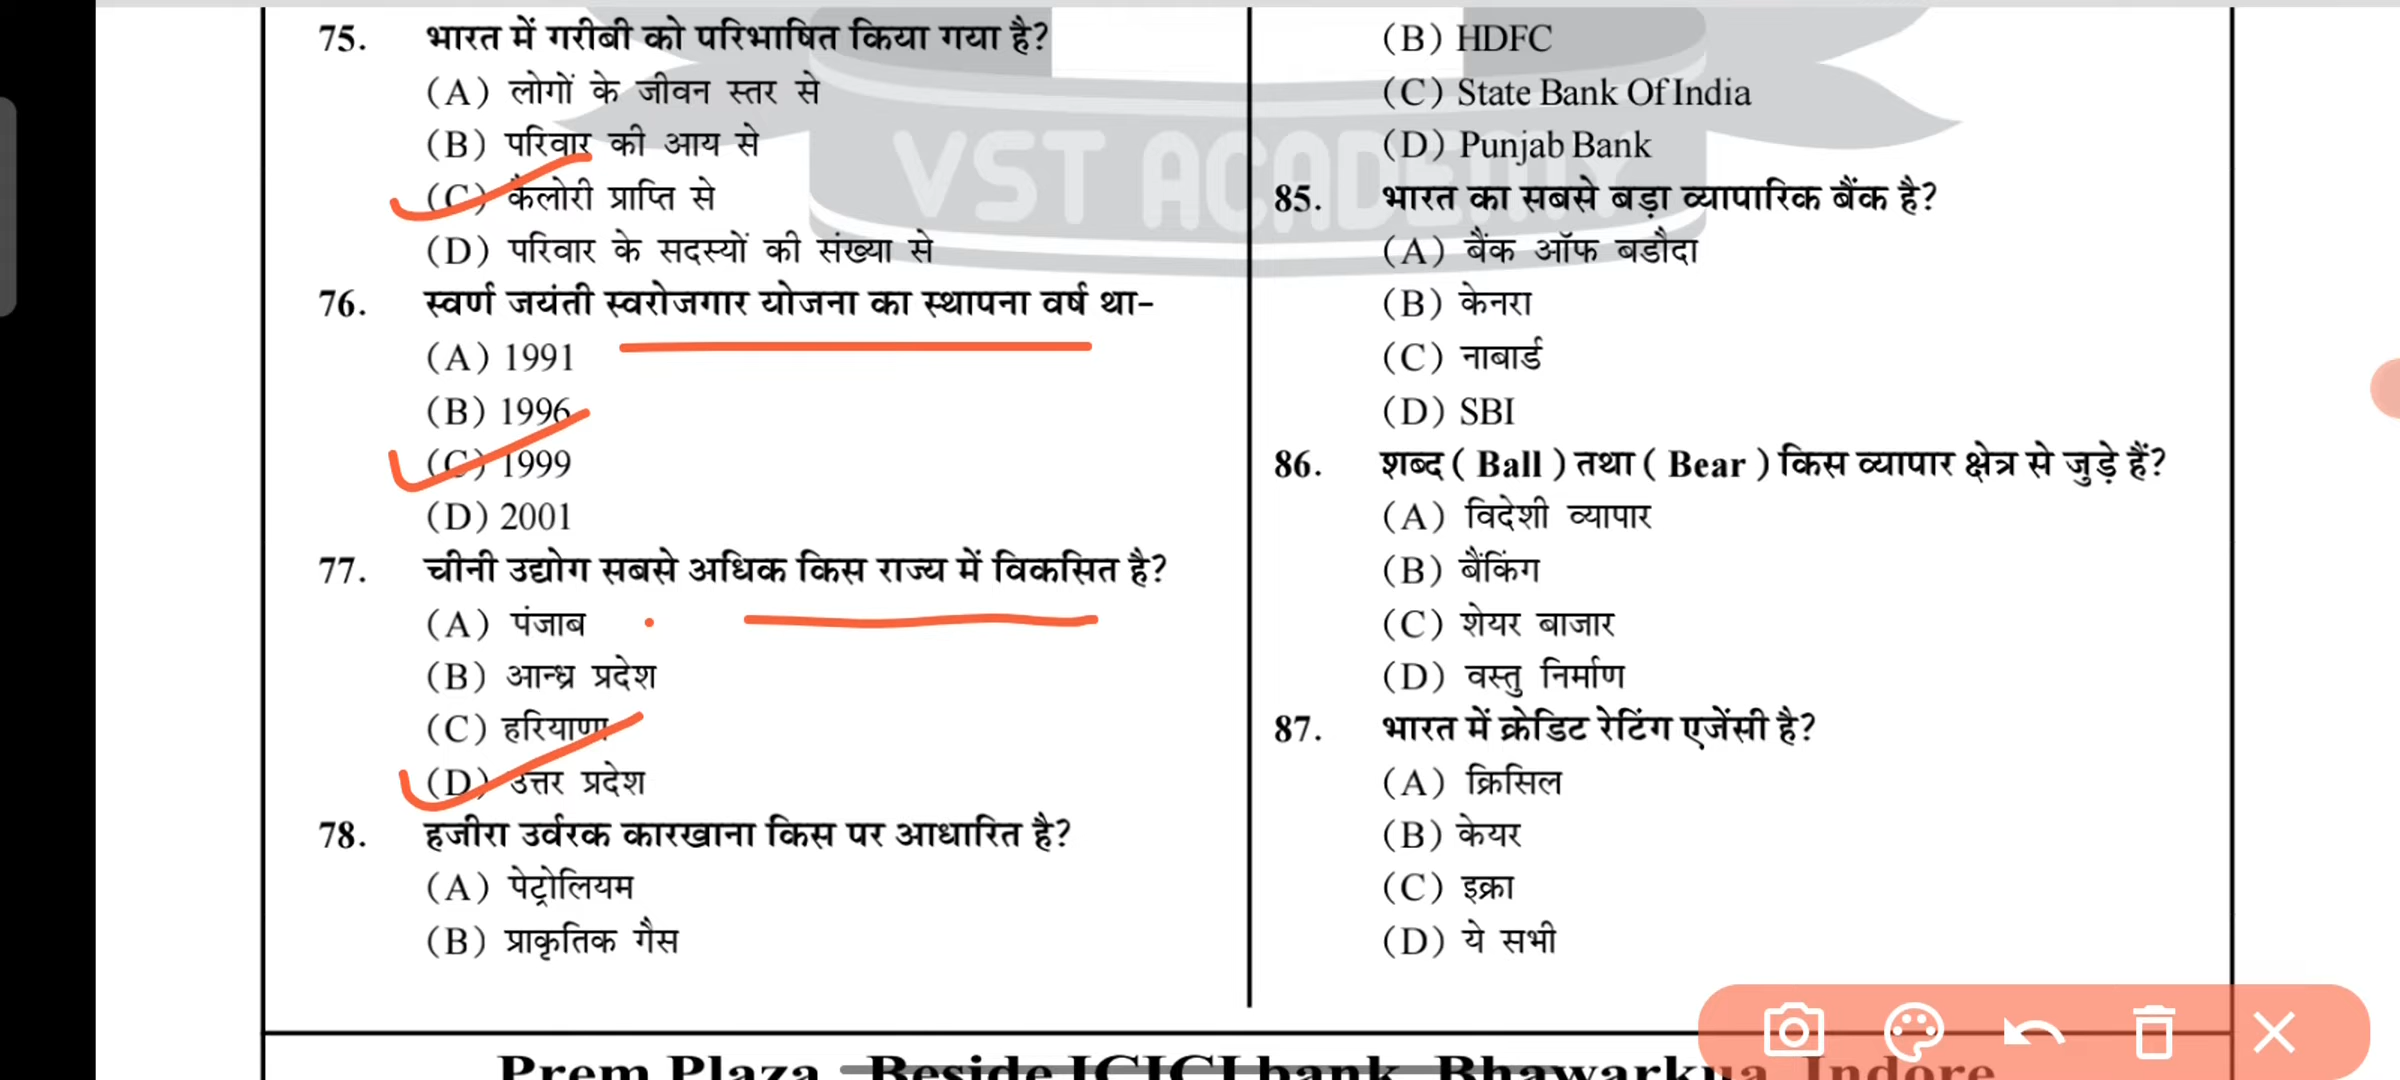 75. भारत में गरीबी को परिभाषित किया गया है?
(A) लोगों के जीवन स्तर से
(B) परिवार की आय से
(C) कैलोरी प्राप्ति से
(D) परिवार के सदस्यों की संख्या से
76. स्वर्ण जयंती स्वरोजगार योजना का स्थापना वर्ष था-
(A) 1991
(B) 1996
(C) 1999
(D) 2001
77. चीनी उद्योग सबसे अधिक किस राज्य में विकसित है?
(A) पंजाब
(B) आन्ध्र प्रदेश
(C) हरियाणा
(D) उत्तर प्रदेश
78. हजीरा उर्वरक कारखाना किस पर आधारित है?
(A) पेट्रोलियम
(B) प्राकृतिक गैस
(B) HDFC
(C) State Bank Of India
(D) Punjab Bank
85. भारत का सबसे बड़ा व्यापारिक बैंक है?
(A) बैंक ऑफ बडौदा
(B) केनरा
(C) नाबार्ड
(D) SBI
86. शब्द ( Ball ) तथा ( Bear ) किस व्यापार क्षेत्र से जुड़े हैं?
(A) विदेशी व्यापार
(B) बैंकिंग
(C) शेयर बाजार
(D) वस्तु निर्माण
87. भारत में क्रेडिट रेटिंग एजेंसी है?
(A) क्रिसिल
(B) केयर
(C) इक्रा
(D) ये सभी
VST ACADEMY
Prem Plaza Beside ICICI bank, Bhawarkua Indore